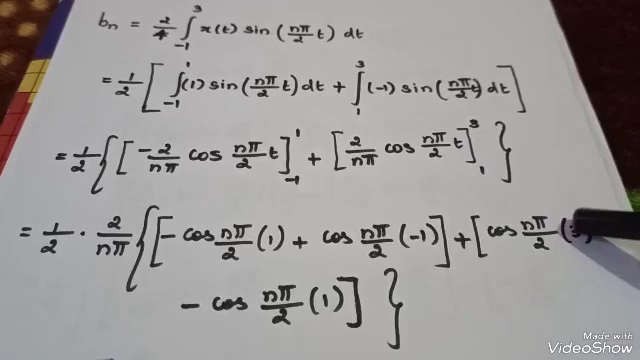 bn = 2/4 ∫_{-1}^{3} x(t) sin (nπ/2 t) dt
= 1/2 [ ∫_{-1}^{1} (1) sin (nπ/2 t) dt + ∫_{1}^{3} (-1) sin (nπ/2 t) dt ]
= 1/2 { [ -2/nπ cos nπ/2 t ]_{-1}^{1} + [ 2/nπ cos nπ/2 t ]_{1}^{3} }
= 1/2 · 2/nπ { [ - cos nπ/2 (1) + cos nπ/2 (-1) ] + [ cos nπ/2 (3)
- cos nπ/2 (1) ] }
Made with
VideoShow